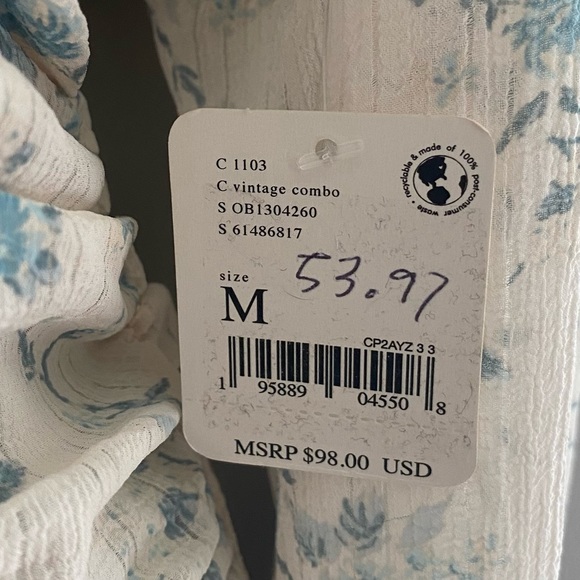 C 1103
C vintage combo
S OB1304260
S 61486817
recyclable & made of 100% post-consumer waste •
size
M
53.97
CP2AYZ 3 3
1 95889 04550 8
MSRP $98.00 USD